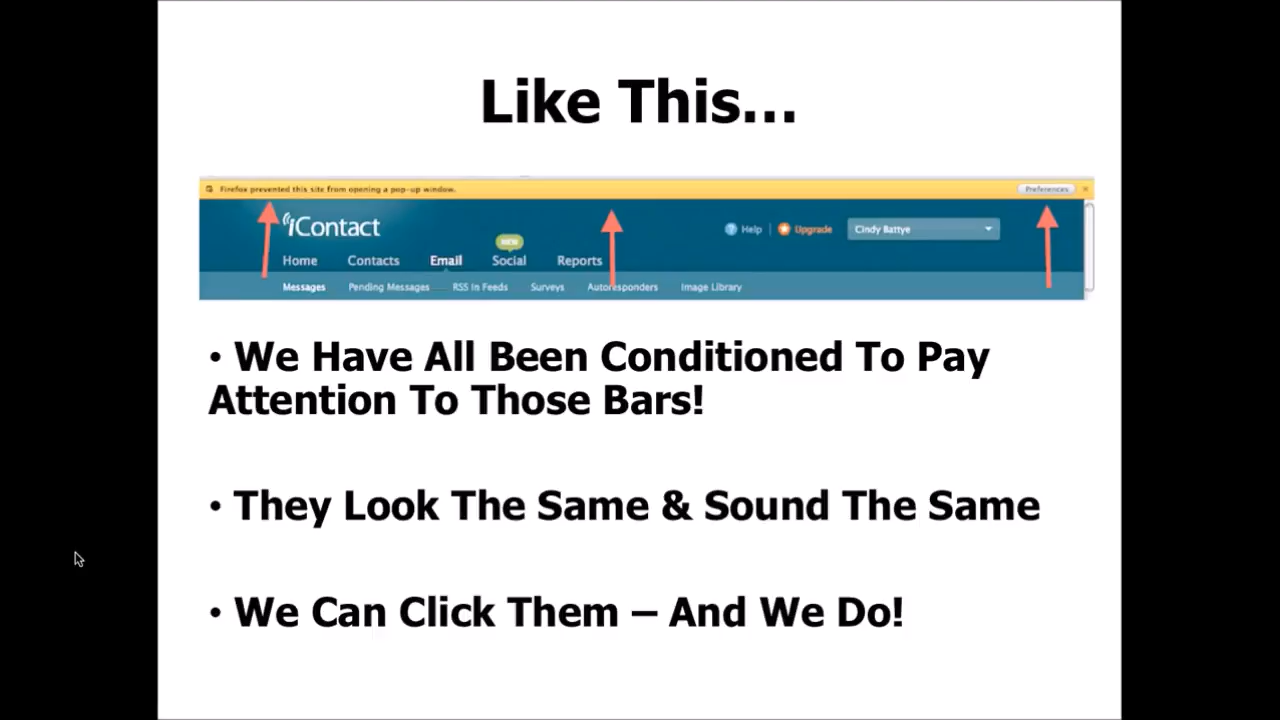 Like This...
Firefox prevented this site from opening a pop-up window.
Preferences
iContact
Help
Upgrade
Cindy Battye
NEW
Home
Contacts
Email
Social
Reports
Messages
Pending Messages
RSS In Feeds
Surveys
Autoresponders
Image Library
• We Have All Been Conditioned To Pay
Attention To Those Bars!
• They Look The Same & Sound The Same
• We Can Click Them – And We Do!